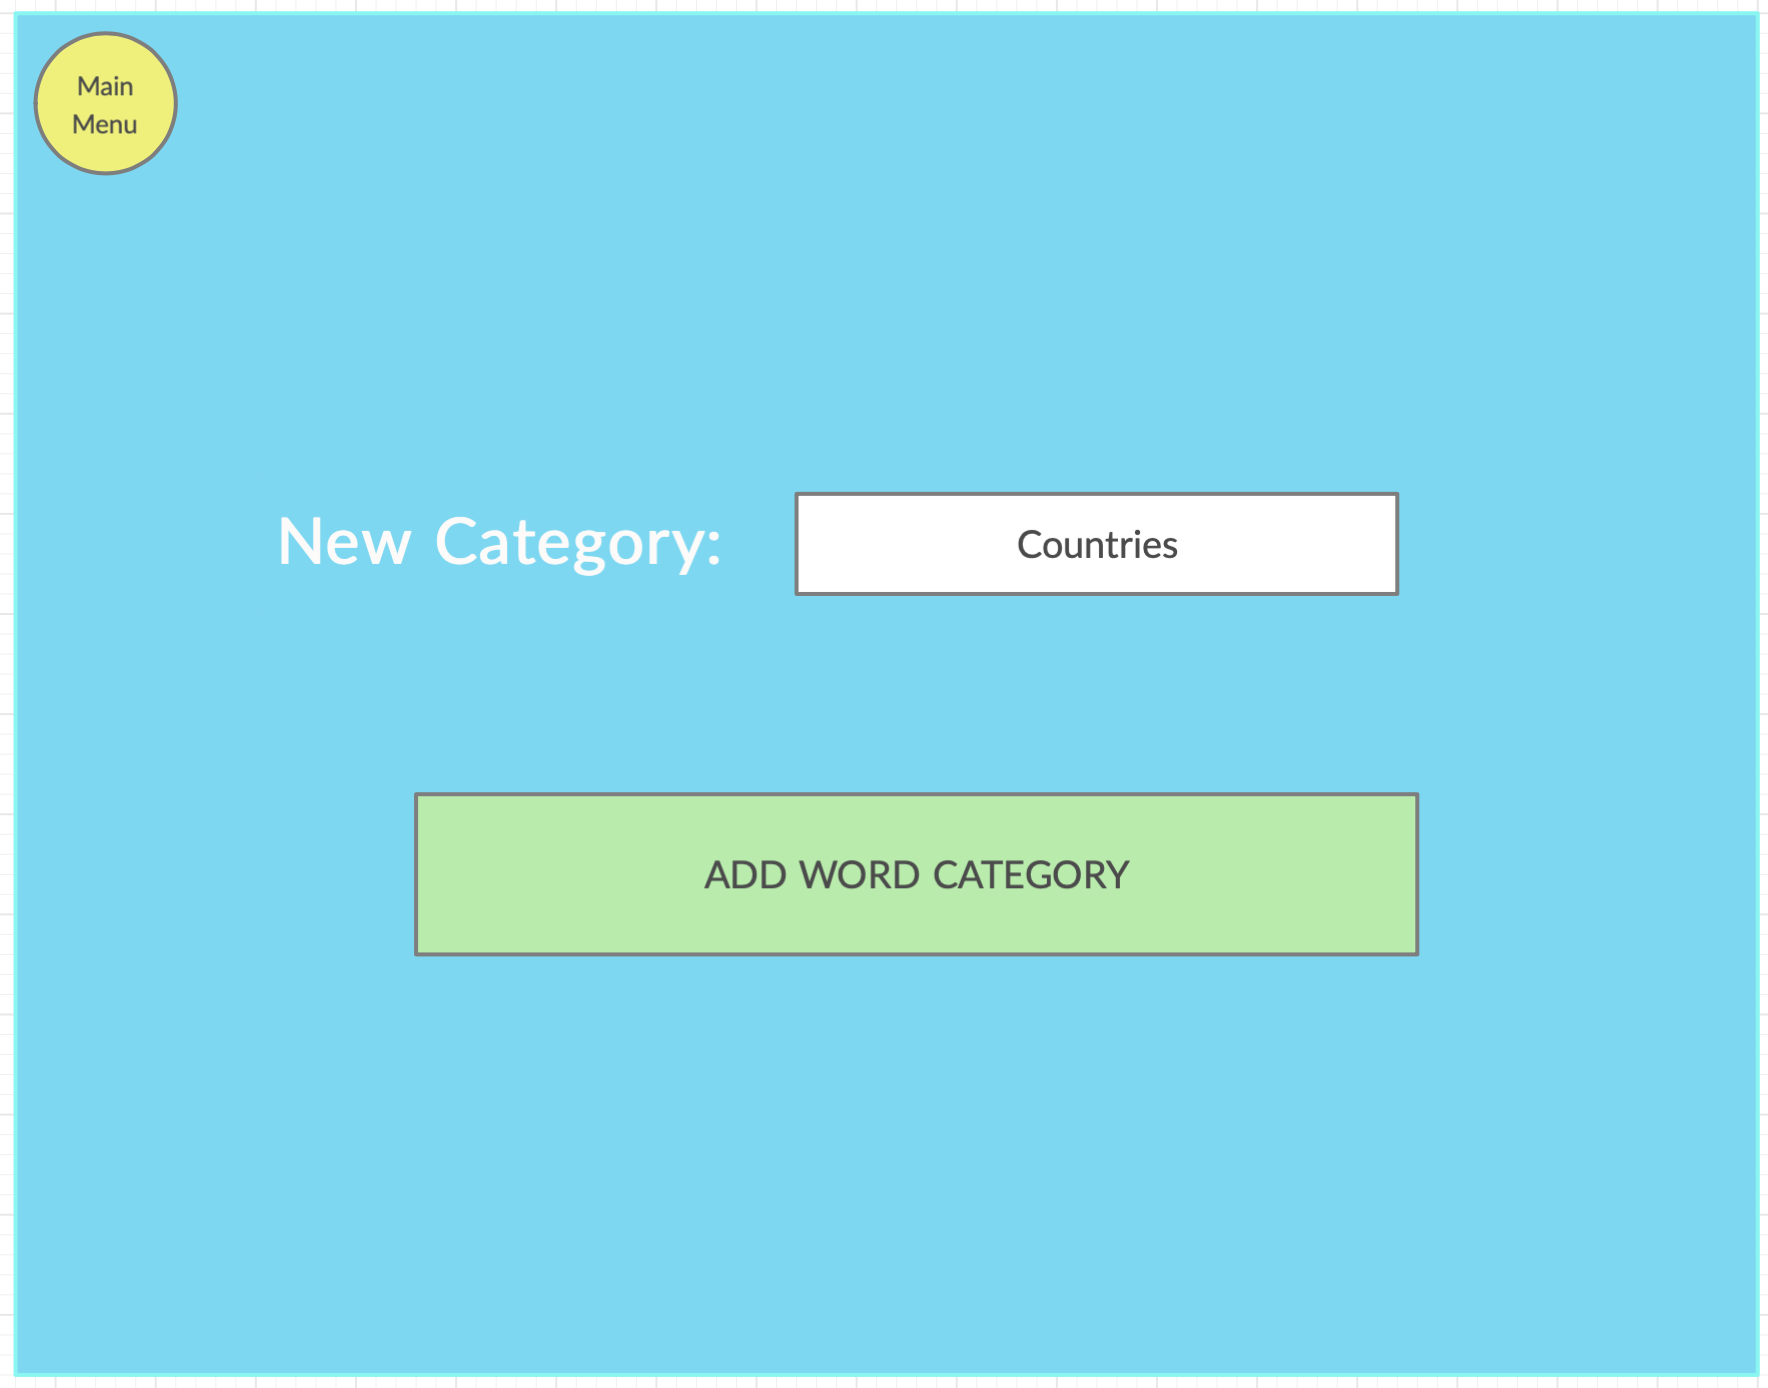 Main
Menu
New Category:
Countries
ADD WORD CATEGORY